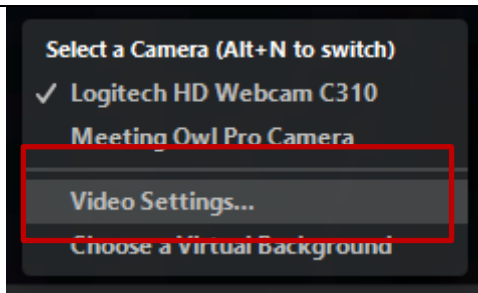 Select a Camera (Alt+N to switch)
✓ Logitech HD Webcam C310
Meeting Owl Pro Camera
Video Settings...
Choose a Virtual Background